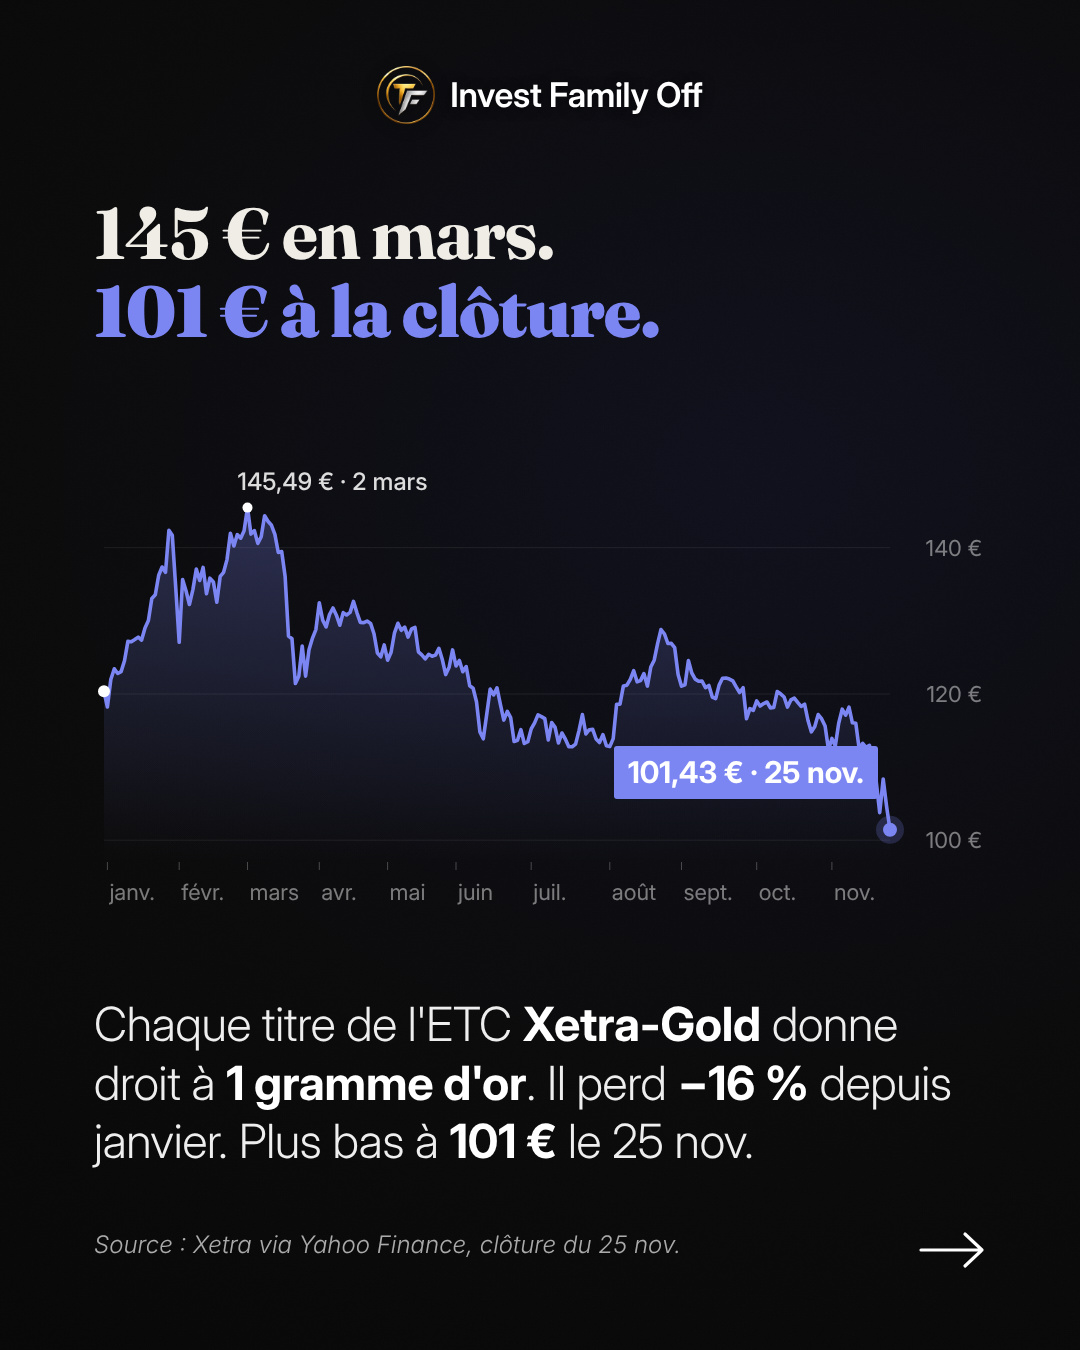 TF Invest Family Off
145 € en mars.
101 € à la clôture.
145,49 € · 2 mars
140 €
120 €
101,43 € · 25 nov.
100 €
janv. févr. mars avr. mai juin juil. août sept. oct. nov.
Chaque titre de l'ETC Xetra-Gold donne
droit à 1 gramme d'or. Il perd −16 % depuis
janvier. Plus bas à 101 € le 25 nov.
Source : Xetra via Yahoo Finance, clôture du 25 nov.